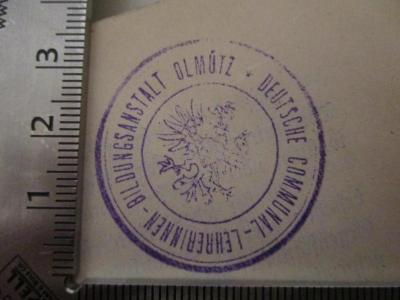 DEUTSCHE COMMUNAL-LEHRERINNEN-BILDUNGSANSTALT OLMÜTZ *
3
2
1